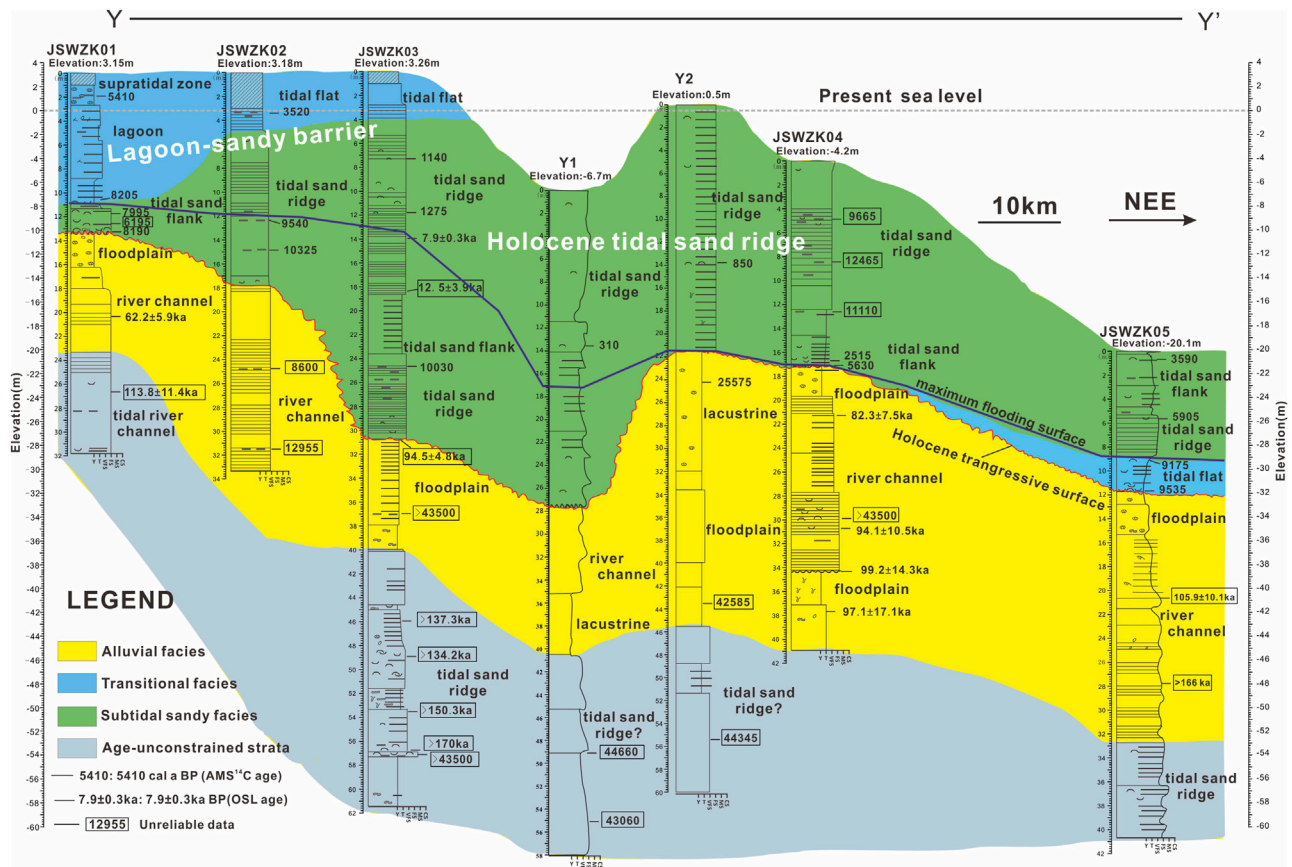 Y
Y'
JSWZK01
Elevation:3.15m
JSWZK02
Elevation:3.18m
JSWZK03
Elevation:3.26m
Y1
Elevation:-6.7m
Y2
Elevation:0.5m
JSWZK04
Elevation:-4.2m
JSWZK05
Elevation:-20.1m
Present sea level
10km
NEE
Elevation(m)
Elevation(m)
supratidal zone
5410
lagoon
8205
7995
6195
8190
floodplain
river channel
62.2±5.9ka
113.8±11.4ka
tidal river
channel
tidal flat
3520
Lagoon-sandy barrier
tidal sand
ridge
tidal sand
flank
9540
10325
8600
river
channel
12955
tidal flat
1140
tidal sand
ridge
1275
7.9±0.3ka
12.5±3.9ka
tidal sand flank
10030
tidal sand
ridge
94.5±4.8ka
floodplain
>43500
>137.3ka
>134.2ka
tidal sand
ridge
>150.3ka
>170ka
>43500
Holocene tidal sand ridge
tidal sand
ridge
310
river
channel
lacustrine
tidal sand
ridge?
44660
43060
tidal sand
ridge
850
25575
lacustrine
floodplain
42585
tidal sand
ridge?
44345
9665
tidal sand
ridge
12465
11110
2515
5630
tidal sand
flank
floodplain
82.3±7.5ka
river channel
>43500
94.1±10.5ka
99.2±14.3ka
floodplain
97.1±17.1ka
maximum flooding surface
Holocene trangressive surface
3590
tidal sand
flank
5905
tidal sand
ridge
9175
tidal flat
9535
floodplain
105.9±10.1ka
river
channel
>166 ka
tidal sand
ridge
LEGEND
Alluvial facies
Transitional facies
Subtidal sandy facies
Age-unconstrained strata
5410: 5410 cal a BP (AMS¹⁴C age)
7.9±0.3ka: 7.9±0.3ka BP(OSL age)
12955 Unreliable data